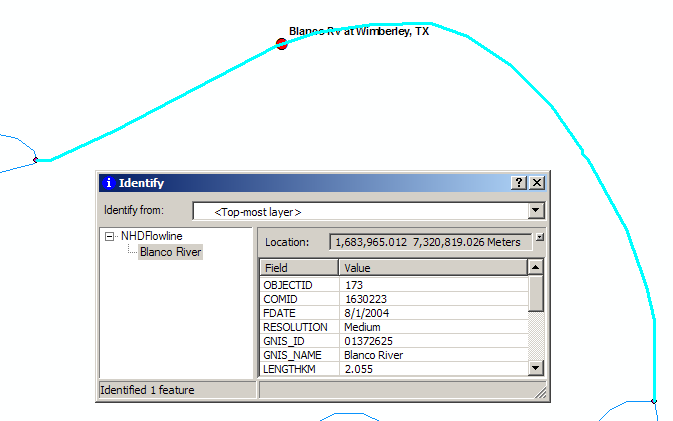 Blanco Rv at Wimberley, TX
Identify
Identify from: <Top-most layer>
NHDFlowline
Blanco River
Location: 1,683,965.012 7,320,819.026 Meters
Field Value
OBJECTID 173
COMID 1630223
FDATE 8/1/2004
RESOLUTION Medium
GNIS_ID 01372625
GNIS_NAME Blanco River
LENGTHKM 2.055
Identified 1 feature